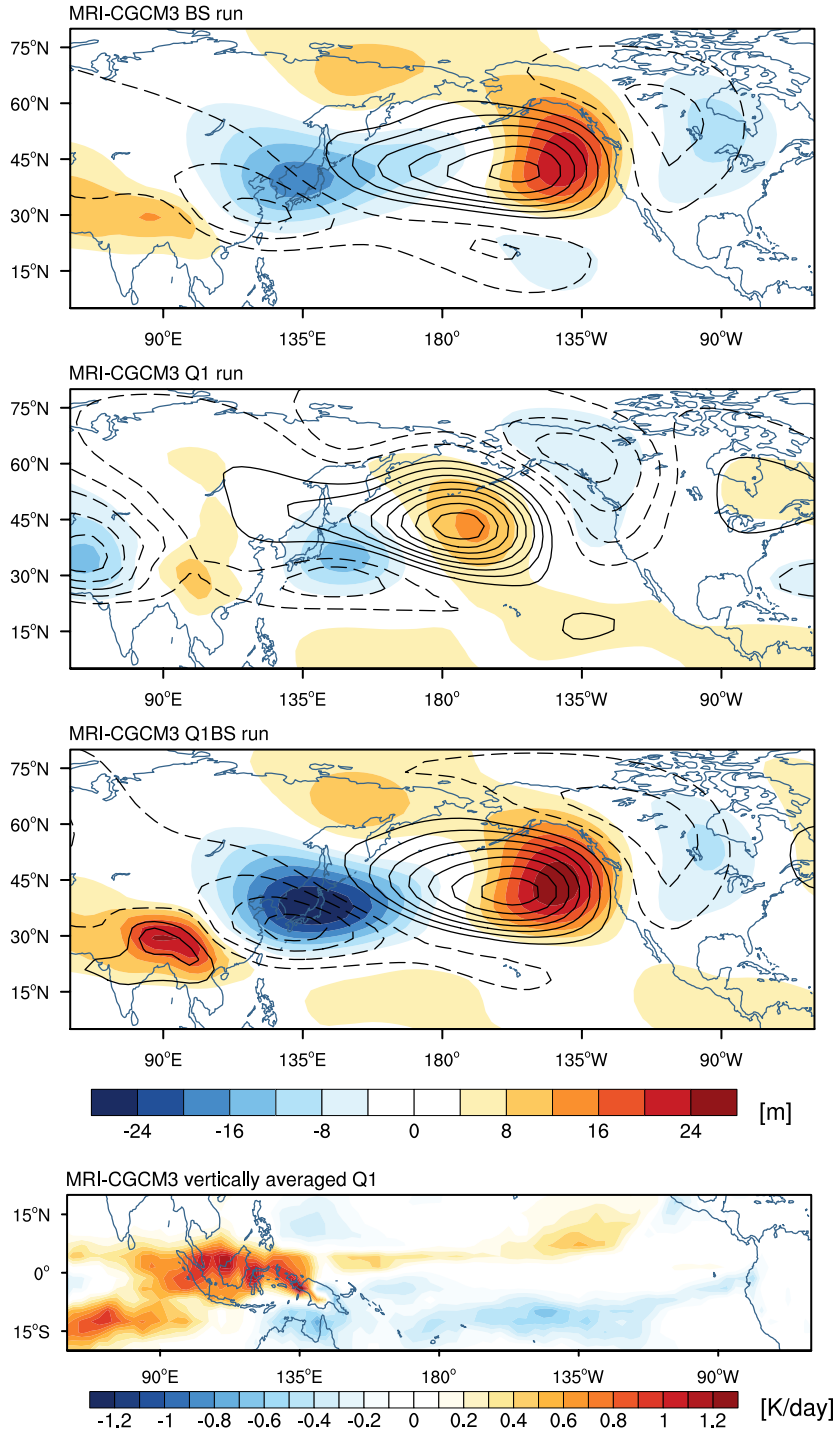 MRI-CGCM3 BS run
75°N
60°N
45°N
30°N
15°N
90°E 135°E 180° 135°W 90°W
MRI-CGCM3 Q1 run
75°N
60°N
45°N
30°N
15°N
90°E 135°E 180° 135°W 90°W
MRI-CGCM3 Q1BS run
75°N
60°N
45°N
30°N
15°N
90°E 135°E 180° 135°W 90°W
-24 -16 -8 0 8 16 24 [m]
MRI-CGCM3 vertically averaged Q1
15°N
0°
15°S
90°E 135°E 180° 135°W 90°W
-1.2 -1 -0.8 -0.6 -0.4 -0.2 0 0.2 0.4 0.6 0.8 1 1.2 [K/day]